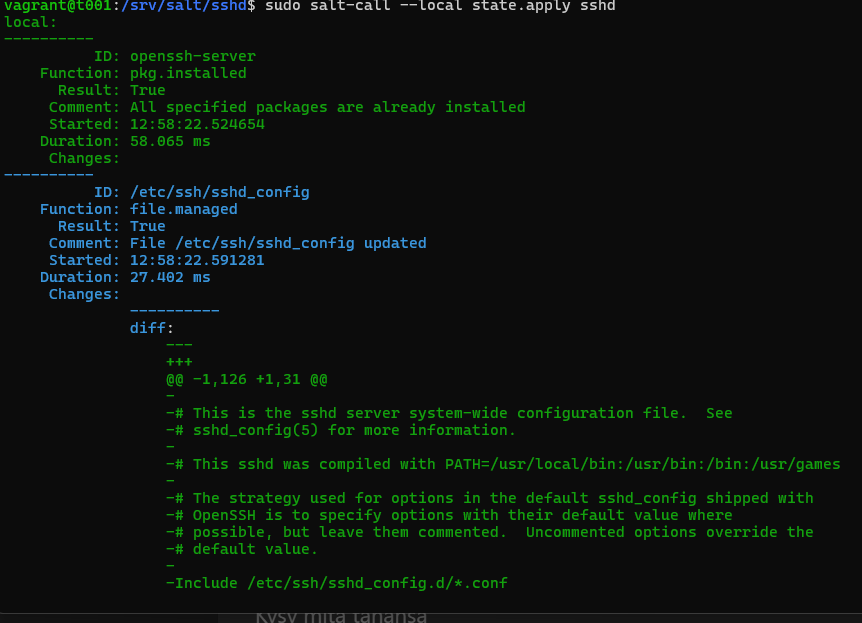 vagrant@t001:/srv/salt/sshd$ sudo salt-call --local state.apply sshd
local:
----------
          ID: openssh-server
    Function: pkg.installed
      Result: True
     Comment: All specified packages are already installed
     Started: 12:58:22.524654
    Duration: 58.065 ms
     Changes:
----------
          ID: /etc/ssh/sshd_config
    Function: file.managed
      Result: True
     Comment: File /etc/ssh/sshd_config updated
     Started: 12:58:22.591281
    Duration: 27.402 ms
     Changes:
              ----------
              diff:
                  ---
                  +++
                  @@ -1,126 +1,31 @@
                  -
                  -# This is the sshd server system-wide configuration file.  See
                  -# sshd_config(5) for more information.
                  -
                  -# This sshd was compiled with PATH=/usr/local/bin:/usr/bin:/bin:/usr/games
                  -
                  -# The strategy used for options in the default sshd_config shipped with
                  -# OpenSSH is to specify options with their default value where
                  -# possible, but leave them commented.  Uncommented options override the
                  -# default value.
                  -
                  -Include /etc/ssh/sshd_config.d/*.conf
Kysy mitä tahansa